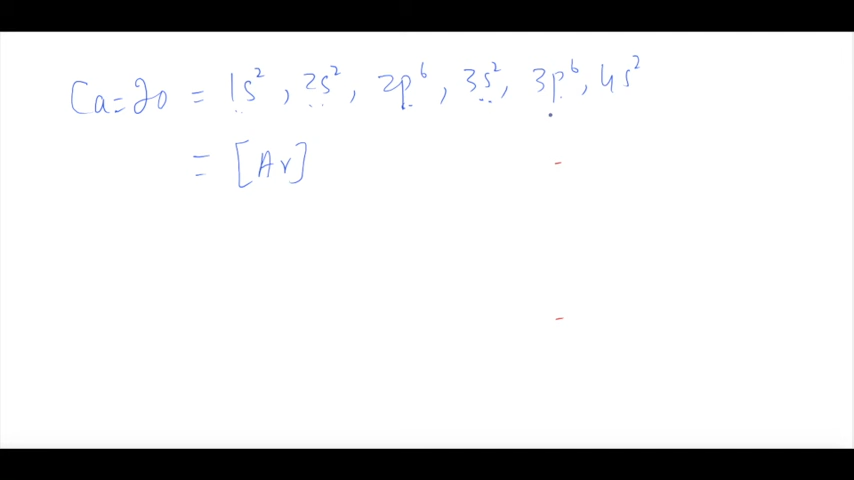 Ca=20 = 1s², 2s², 2p⁶, 3s², 3p⁶, 4s²
= [Ar]